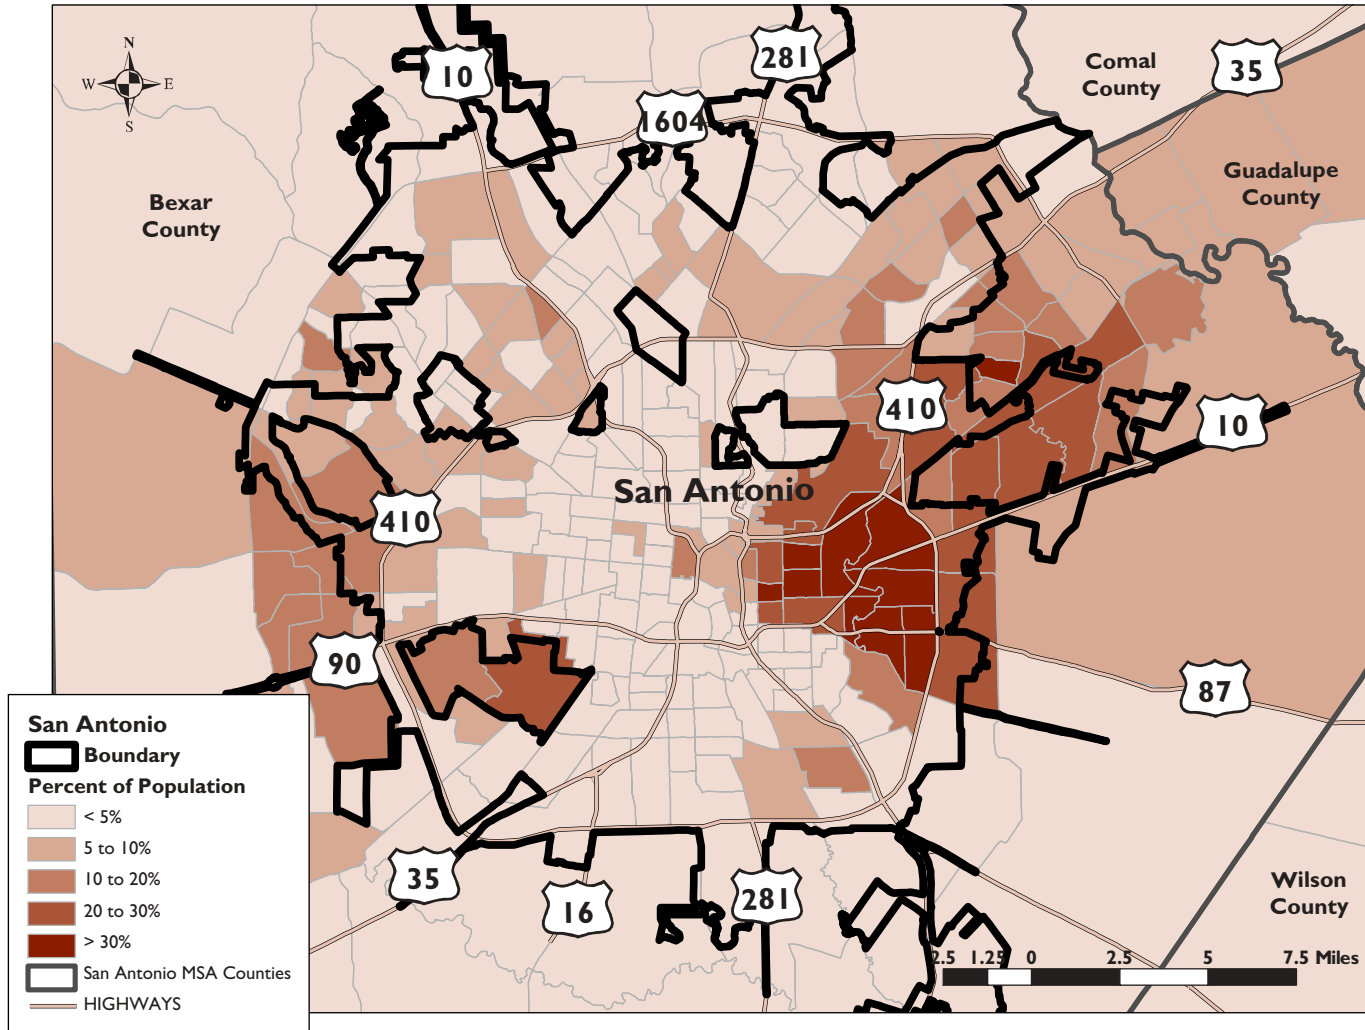 N
W E
S
10
281
1604
35
Comal
County
Guadalupe
County
Bexar
County
410
10
San Antonio
410
90
87
35
16
281
Wilson
County
San Antonio
Boundary
Percent of Population
< 5%
5 to 10%
10 to 20%
20 to 30%
> 30%
San Antonio MSA Counties
HIGHWAYS
2.5 1.25 0 2.5 5 7.5 Miles